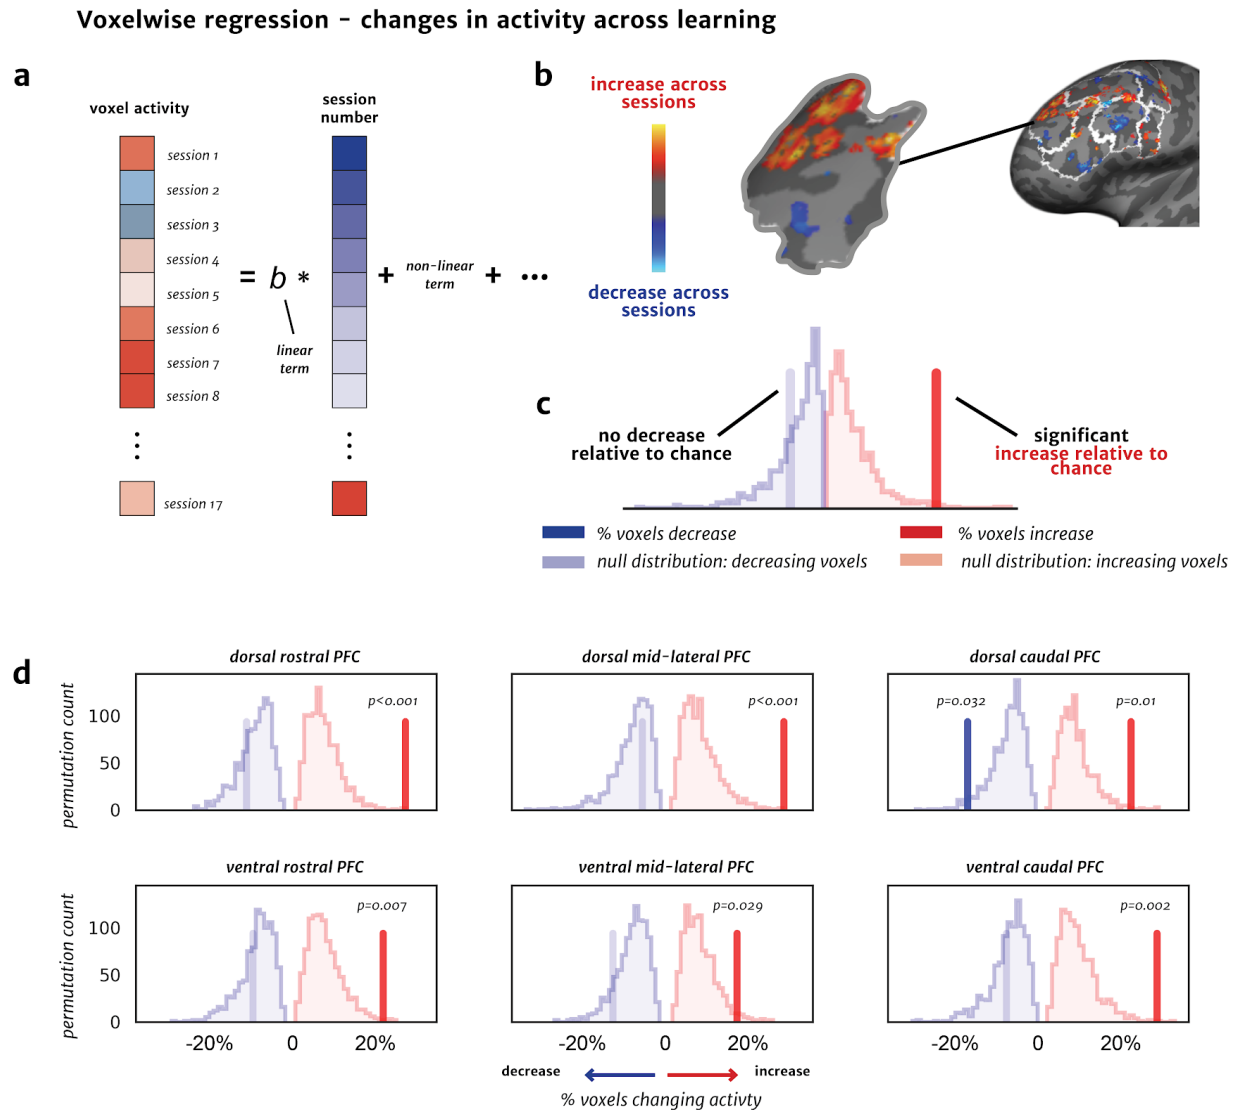 Voxelwise regression - changes in activity across learning
a
voxel activity
session
number
session 1
session 2
session 3
session 4
session 5
session 6
session 7
session 8
session 17
= b * + non-linear term + ...
linear
term
b
increase across
sessions
decrease across
sessions
c
no decrease
relative to chance
significant
increase relative to
chance
% voxels decrease
% voxels increase
null distribution: decreasing voxels
null distribution: increasing voxels
d
dorsal rostral PFC
dorsal mid-lateral PFC
dorsal caudal PFC
permutation count
100
50
0
p<0.001
p<0.001
p=0.032
p=0.01
ventral rostral PFC
ventral mid-lateral PFC
ventral caudal PFC
permutation count
100
50
0
p=0.007
p=0.029
p=0.002
-20% 0 20%
-20% 0 20%
-20% 0 20%
decrease
increase
% voxels changing activty